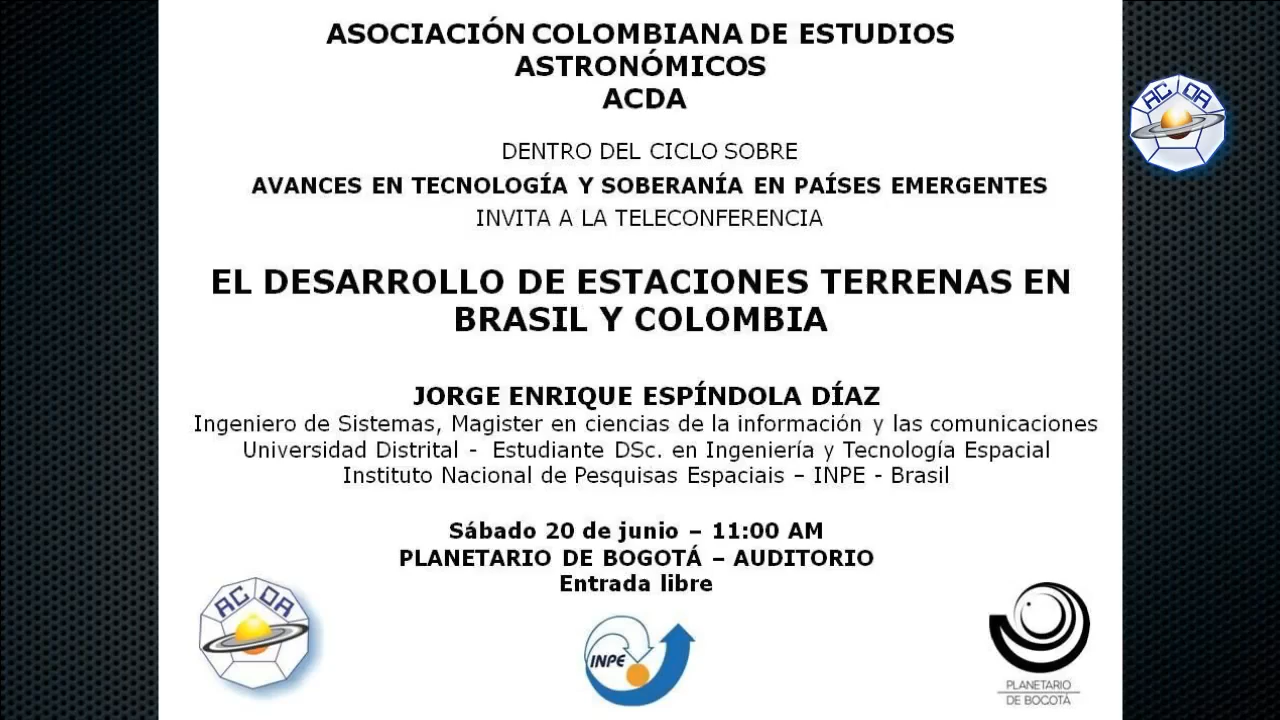 ASOCIACIÓN COLOMBIANA DE ESTUDIOS
ASTRONÓMICOS
ACDA
AC DA
DENTRO DEL CICLO SOBRE
AVANCES EN TECNOLOGÍA Y SOBERANÍA EN PAÍSES EMERGENTES
INVITA A LA TELECONFERENCIA
EL DESARROLLO DE ESTACIONES TERRENAS EN
BRASIL Y COLOMBIA
JORGE ENRIQUE ESPÍNDOLA DÍAZ
Ingeniero de Sistemas, Magister en ciencias de la información y las comunicaciones
Universidad Distrital - Estudiante DSc. en Ingeniería y Tecnología Espacial
Instituto Nacional de Pesquisas Espaciais – INPE - Brasil
Sábado 20 de junio – 11:00 AM
PLANETARIO DE BOGOTÁ – AUDITORIO
Entrada libre
AC DA
INPE
PLANETARIO
DE BOGOTÁ